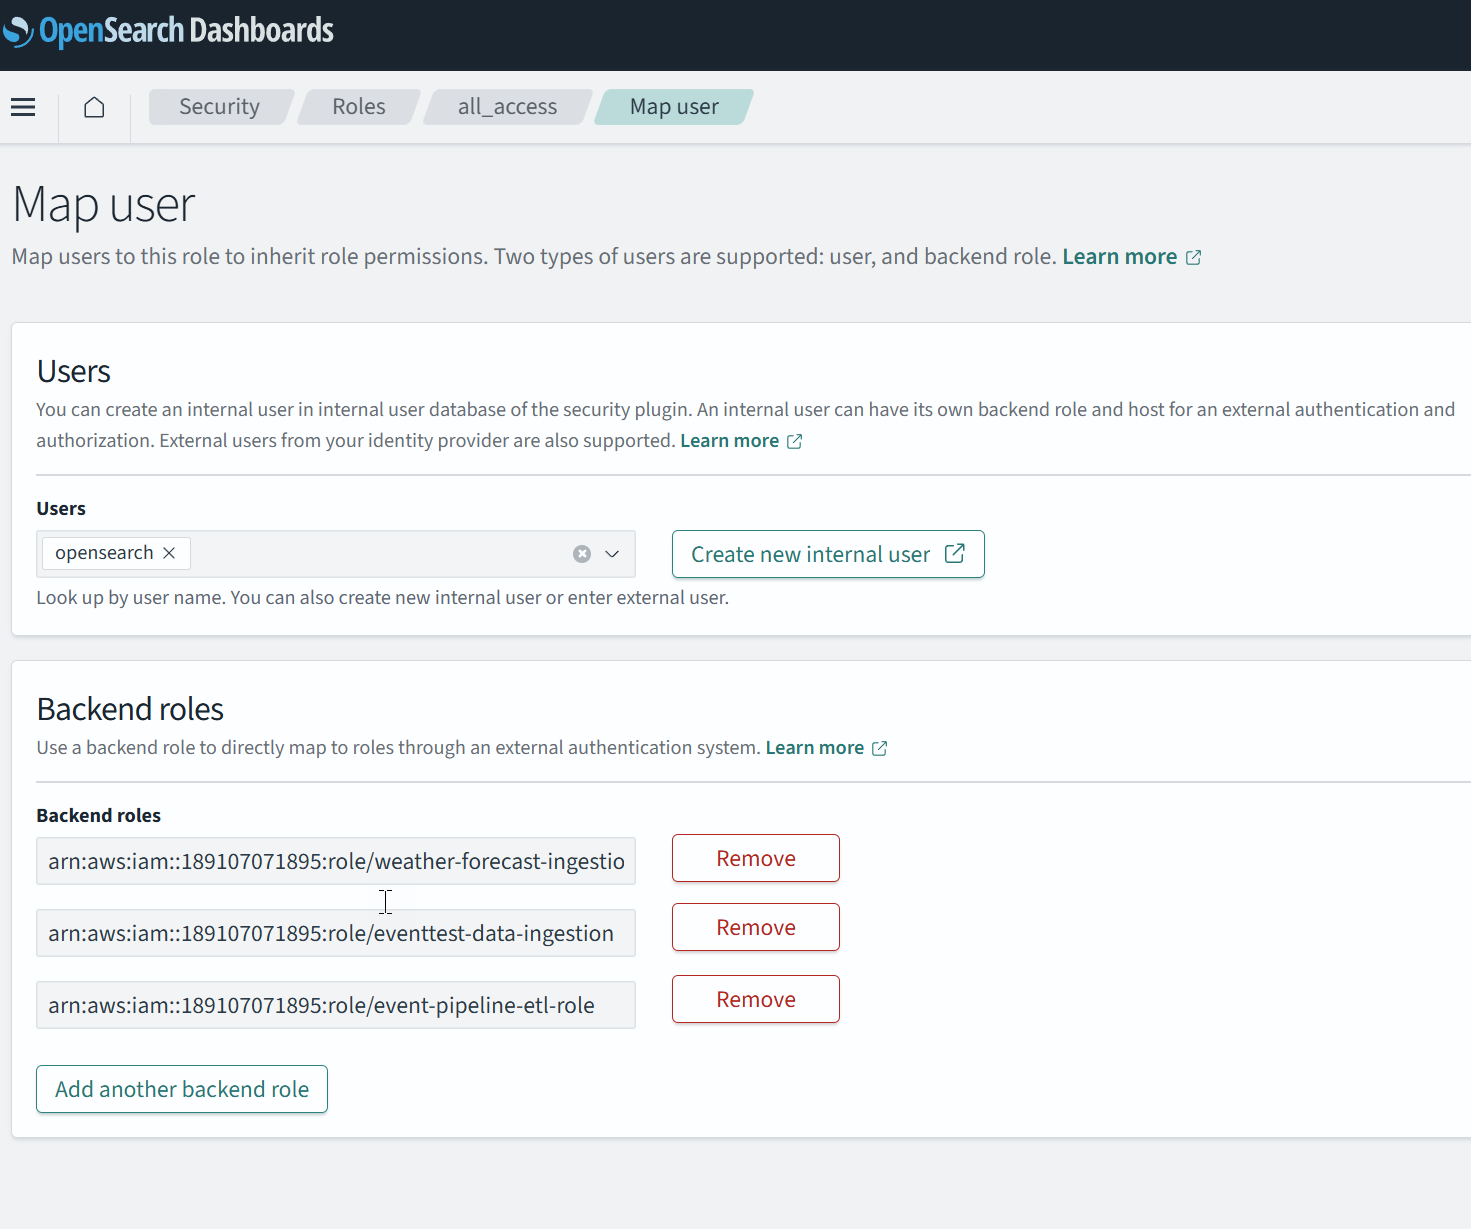 OpenSearch Dashboards
Security
Roles
all_access
Map user
Map user
Map users to this role to inherit role permissions. Two types of users are supported: user, and backend role. Learn more
Users
You can create an internal user in internal user database of the security plugin. An internal user can have its own backend role and host for an external authentication and
authorization. External users from your identity provider are also supported. Learn more
Users
opensearch
Create new internal user
Look up by user name. You can also create new internal user or enter external user.
Backend roles
Use a backend role to directly map to roles through an external authentication system. Learn more
Backend roles
arn:aws:iam::189107071895:role/weather-forecast-ingestio
Remove
arn:aws:iam::189107071895:role/eventtest-data-ingestion
Remove
arn:aws:iam::189107071895:role/event-pipeline-etl-role
Remove
Add another backend role